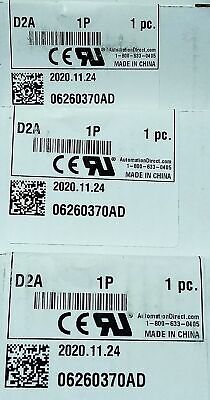 D2A 1P 1 pc.
AutomationDirect.com
1-800-633-0405
MADE IN CHINA
2020.11.24
06260370AD
D2A 1P 1 pc.
AutomationDirect.com
1-800-633-0405
MADE IN CHINA
2020.11.24
06260370AD
D2A 1P 1 pc.
AutomationDirect.com
1-800-633-0405
MADE IN CHINA
2020.11.24
06260370AD